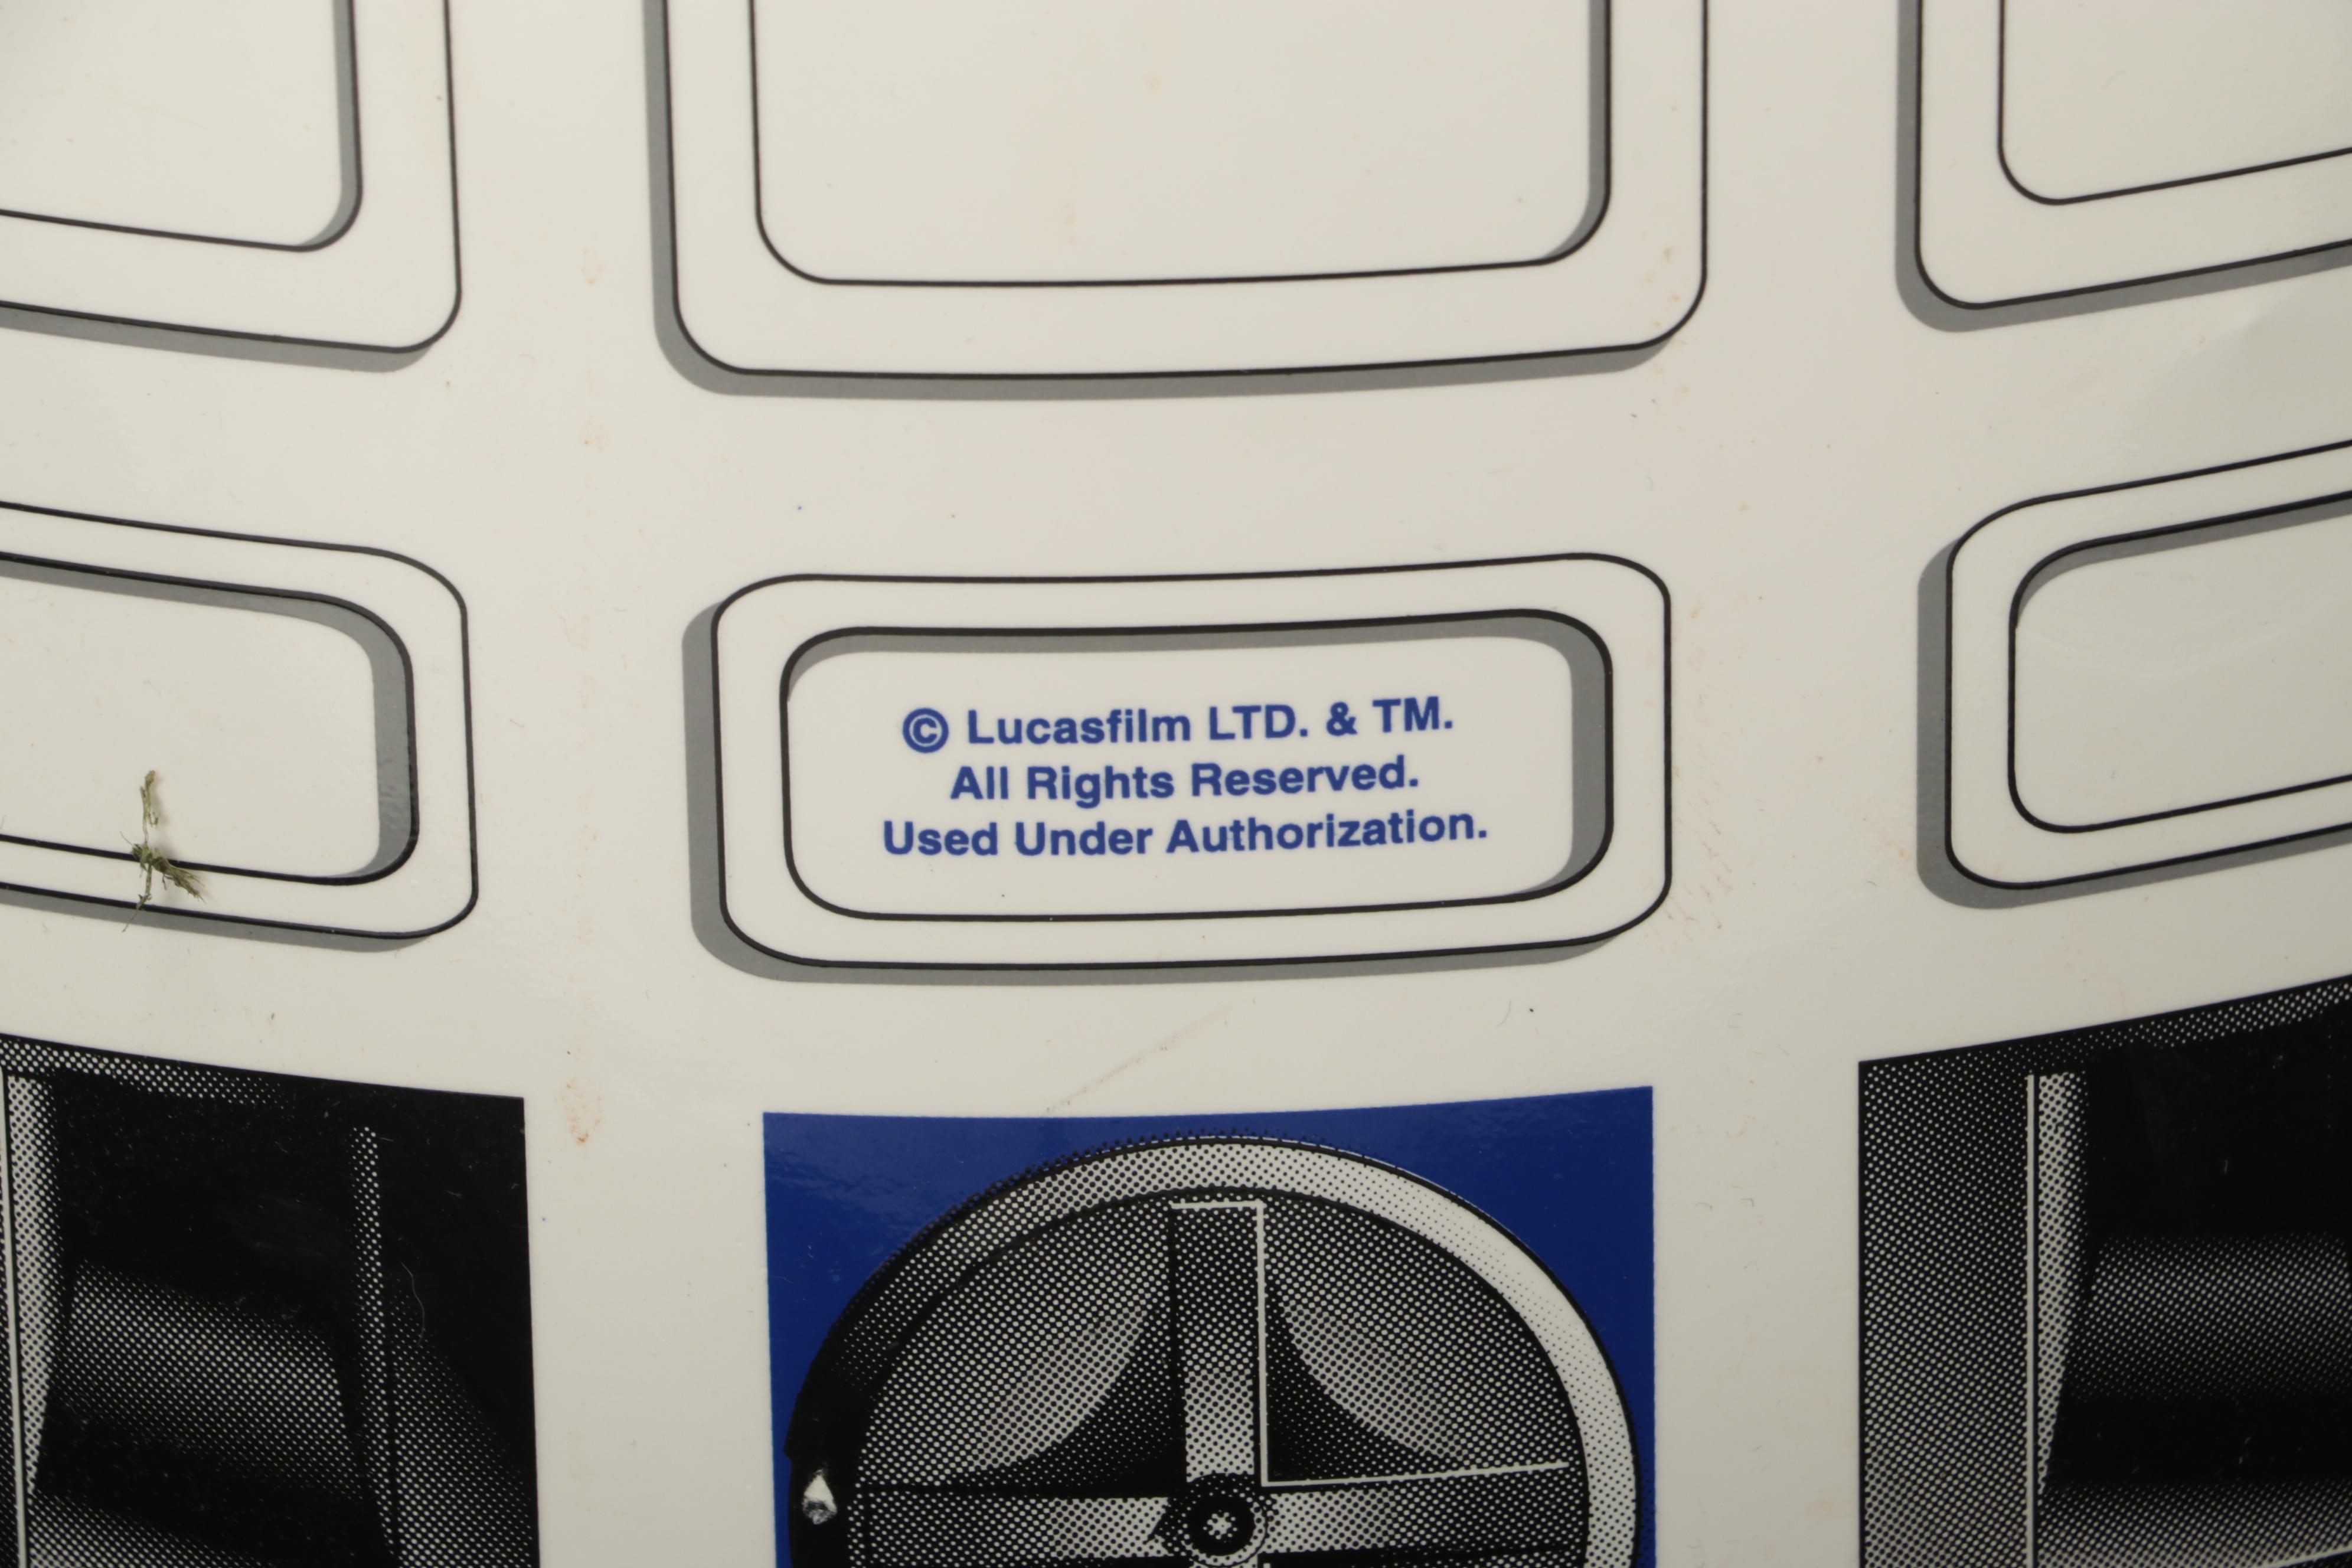 © Lucasfilm LTD. & TM.
All Rights Reserved.
Used Under Authorization.